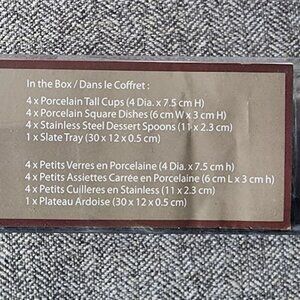 In the Box / Dans le Coffret :
4 x Porcelain Tall Cups (4 Dia. x 7.5 cm H)
4 x Porcelain Square Dishes (6 cm W x 3 cm H)
4 x Stainless Steel Dessert Spoons (11 x 2.3 cm)
1 x Slate Tray (30 x 12 x 0.5 cm)
4 x Petits Verres en Porcelaine (4 Dia. x 7.5 cm h)
4 x Petits Assiettes Carrée en Porcelaine (6 cm L x 3 cm h)
4 x Petits Cuilleres en Stainless (11 x 2.3 cm)
1 x Plateau Ardoise (30 x 12 x 0.5 cm)